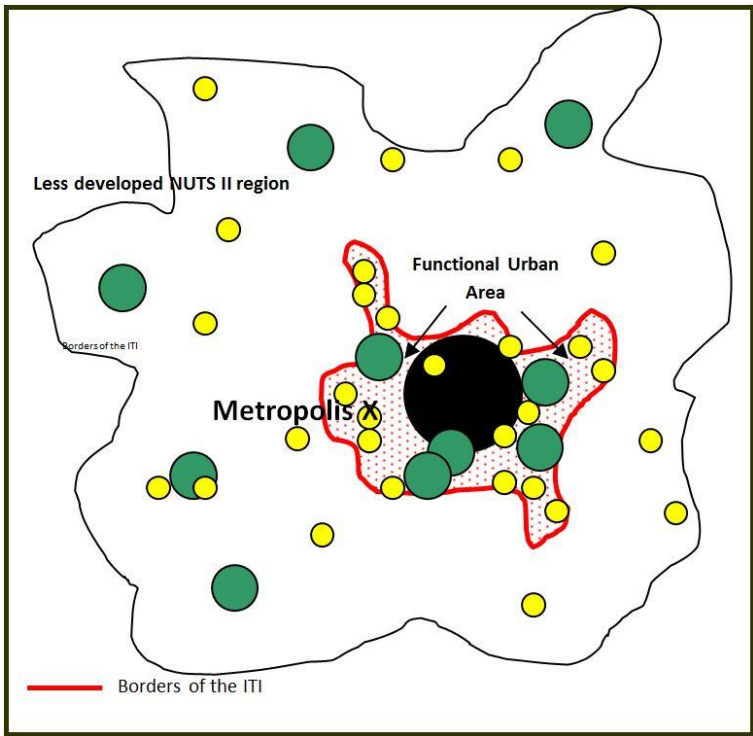 Less developed NUTS II region
Functional Urban
Area
Borders of the ITI
Metropolis X
Borders of the ITI